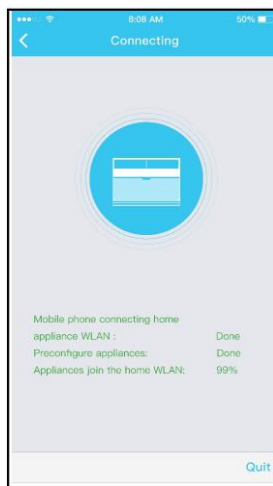 8:08 AM
50%
Connecting
Mobile phone connecting home
appliance WLAN : Done
Preconfigure appliances: Done
Appliances join the home WLAN: 99%
Quit